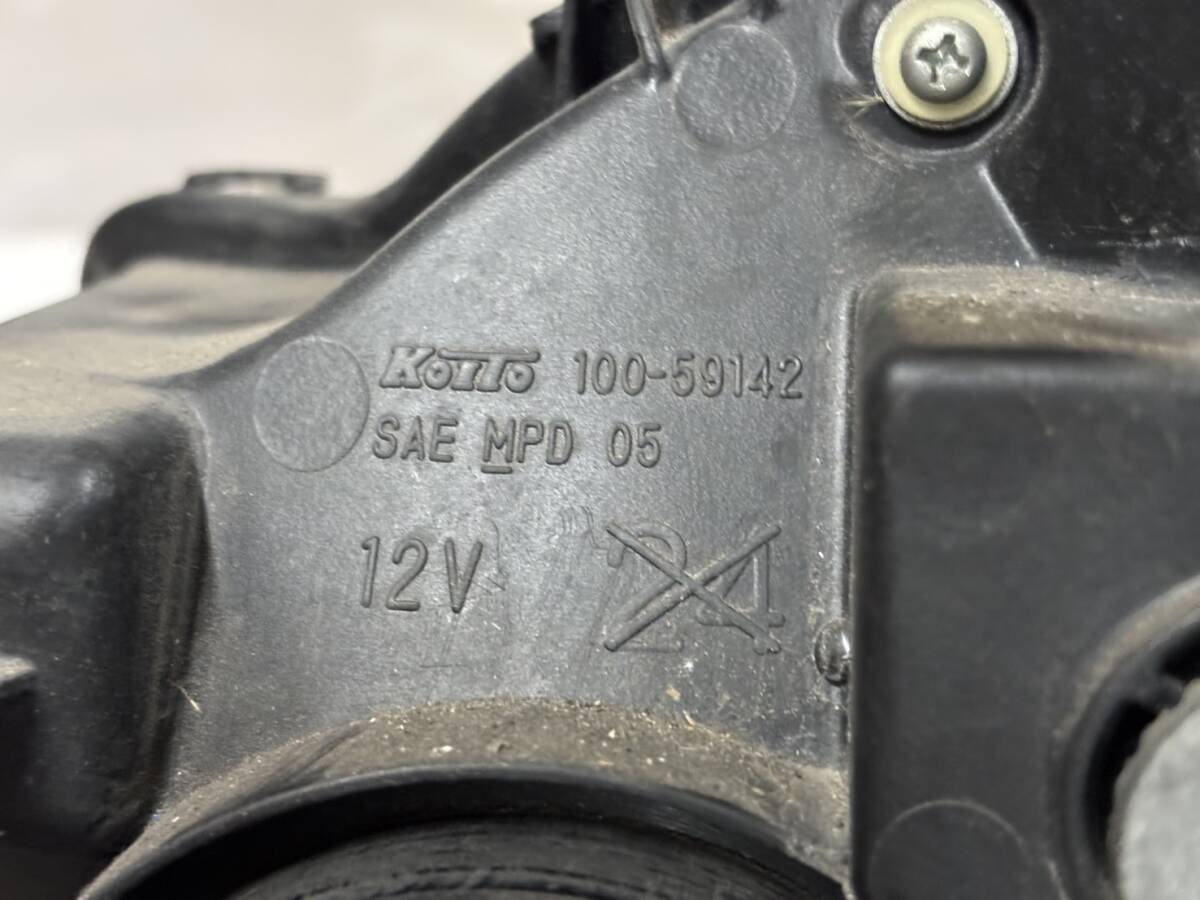 KOITO 100-59142
SAE MPD 05
12V 24